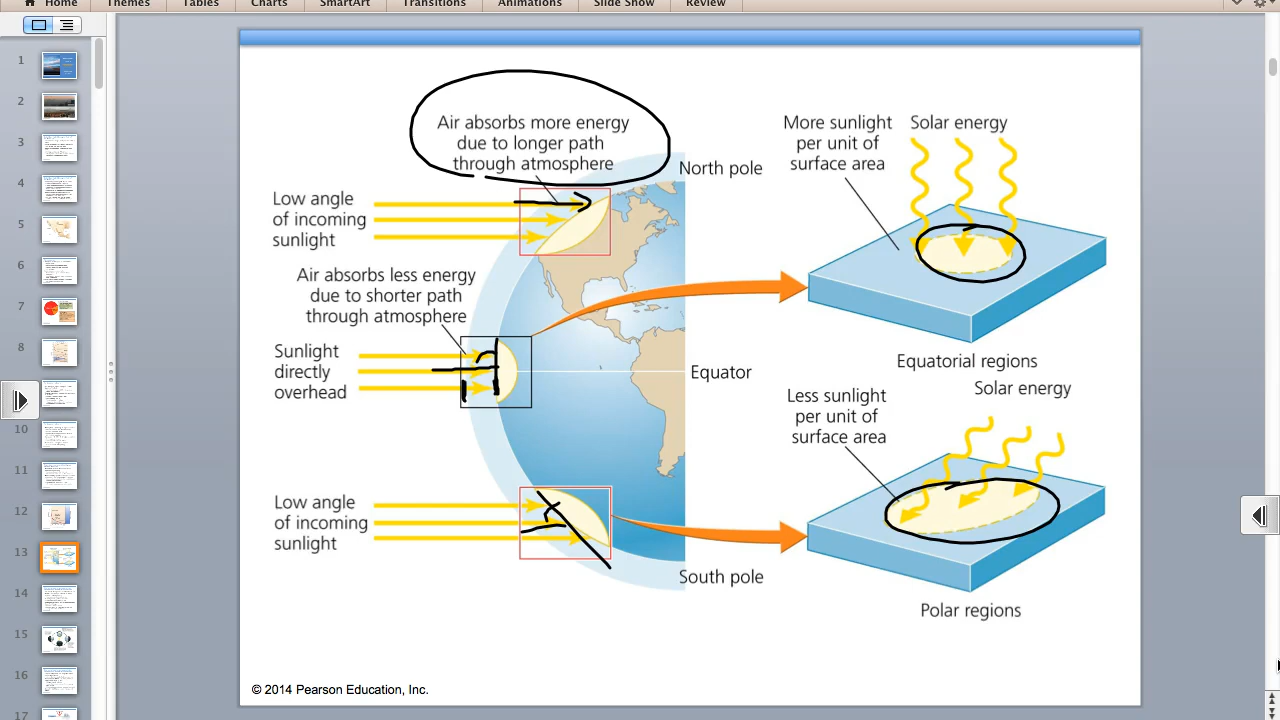 Home Themes Tables Charts SmartArt Transitions Animations Slide Show Review
1
2
3
4
5
6
7
8
10
11
12
13
14
15
16
17
Air absorbs more energy
due to longer path
through atmosphere
Low angle
of incoming
sunlight
North pole
Air absorbs less energy
due to shorter path
through atmosphere
Sunlight
directly
overhead
Equator
Low angle
of incoming
sunlight
South pole
More sunlight
per unit of
surface area
Solar energy
Equatorial regions
Solar energy
Less sunlight
per unit of
surface area
Polar regions
© 2014 Pearson Education, Inc.